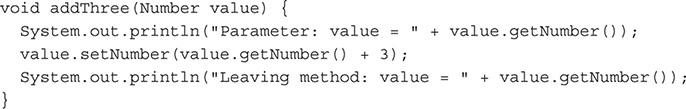 void addThree(Number value) {
  System.out.println("Parameter: value = " + value.getNumber());
  value.setNumber(value.getNumber() + 3);
  System.out.println("Leaving method: value = " + value.getNumber());
}